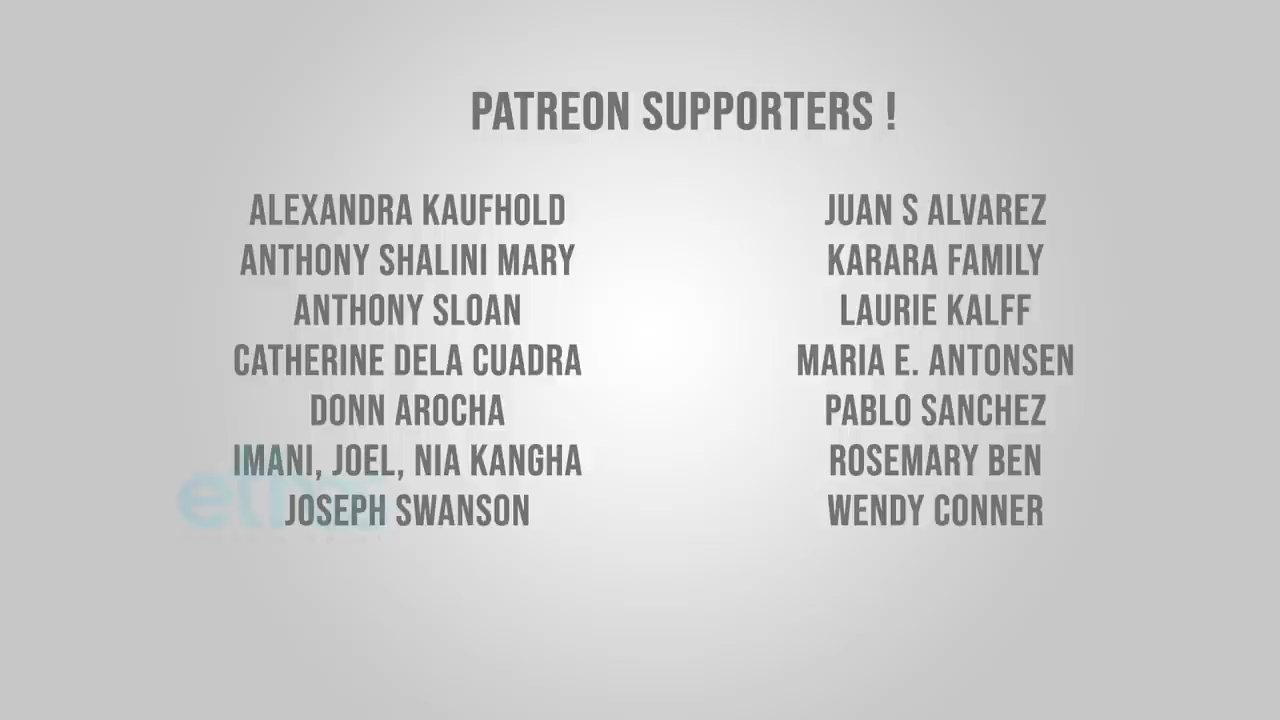 PATREON SUPPORTERS !
ALEXANDRA KAUFHOLD
ANTHONY SHALINI MARY
ANTHONY SLOAN
CATHERINE DELA CUADRA
DONN AROCHA
IMANI, JOEL, NIA KANGHA
JOSEPH SWANSON
JUAN S ALVAREZ
KARARA FAMILY
LAURIE KALFF
MARIA E. ANTONSEN
PABLO SANCHEZ
ROSEMARY BEN
WENDY CONNER